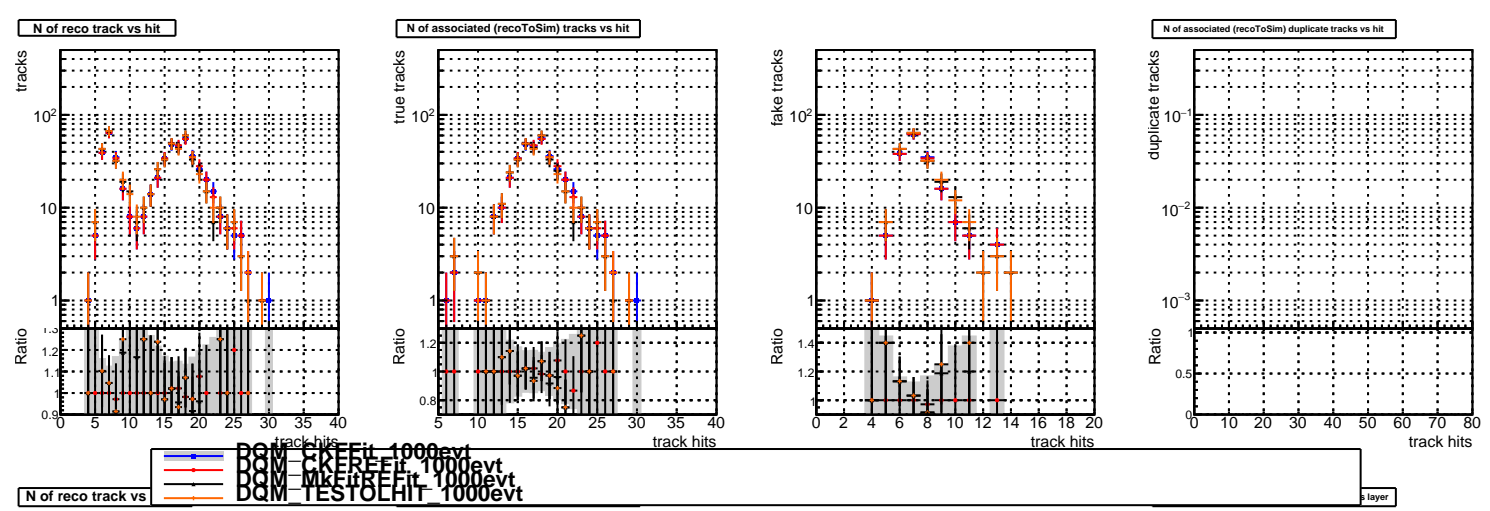 N of reco track vs hit
N of associated (recoToSim) tracks vs hit
N of associated (recoToSim) duplicate tracks vs hit
tracks
10²
10
1
Ratio
1.3
1.2
1.1
1
0.9
0 5 10 15 20 25 30 35 40
track hits
true tracks
10²
10
1
Ratio
1.2
1
0.8
5 10 15 20 25 30 35 40
track hits
fake tracks
10²
10
1
Ratio
1.4
1.2
1
0 2 4 6 8 10 12 14 16 18 20
track hits
duplicate tracks
10⁻¹
10⁻²
10⁻³
Ratio
1
0.5
0
0 10 20 30 40 50 60 70 80
track hits
DQM_CKFFit_1000evt
DQM_CKFREFit_1000evt
DQM_MkFitREFit_1000evt
DQM_TESTOLHIT_1000evt
N of reco track vs
s layer